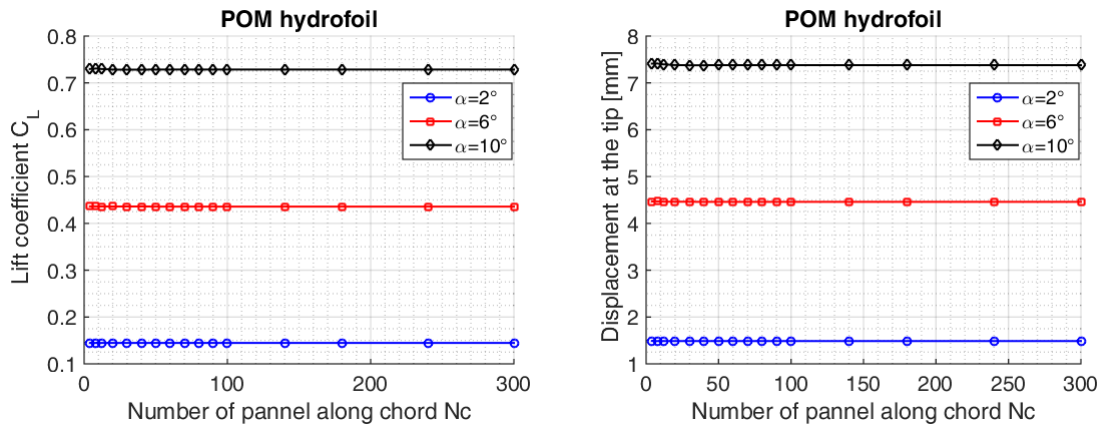 POM hydrofoil
Lift coefficient C_L
0.8
0.7
0.6
0.5
0.4
0.3
0.2
0.1
α=2°
α=6°
α=10°
0 100 200 300
Number of pannel along chord Nc
POM hydrofoil
Displacement at the tip [mm]
8
7
6
5
4
3
2
1
α=2°
α=6°
α=10°
0 50 100 150 200 250 300
Number of pannel along chord Nc